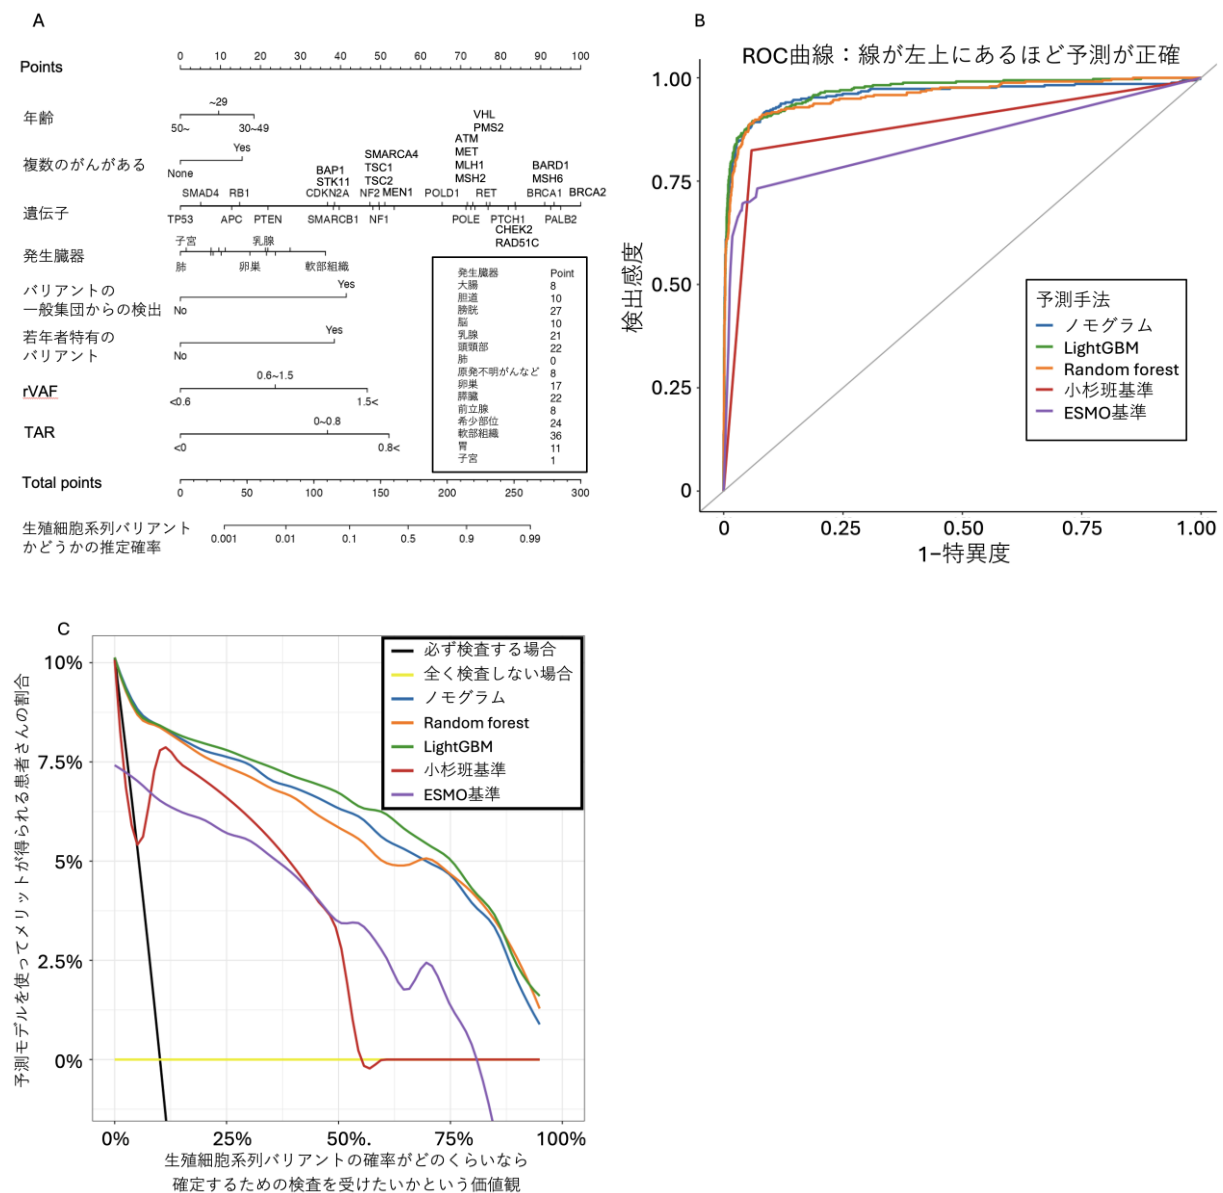 A
Points
0 10 20 30 40 50 60 70 80 90 100
年齢
~29
50~ 30~49
複数のがんがある
Yes
None
VHL
PMS2
ATM
MET
MLH1
MSH2
SMARCA4
TSC1
TSC2
BAP1
STK11
BARD1
MSH6
遺伝子
SMAD4 RB1 CDKN2A NF2 MEN1 POLD1 RET BRCA1 BRCA2
TP53 APC PTEN SMARCB1 NF1 POLE PTCH1 PALB2
CHEK2
RAD51C
発生臓器
子宮 乳腺
肺 卵巣 軟部組織
バリアントの
一般集団からの検出
Yes
No
若年者特有の
バリアント
Yes
No
rVAF
0.6~1.5
<0.6 1.5<
TAR
0~0.8
<0 0.8<
発生臓器 Point
大腸 8
胆道 10
膀胱 27
脳 10
乳腺 21
頭頸部 22
肺 0
原発不明がんなど 8
卵巣 17
膵臓 22
前立腺 8
希少部位 24
軟部組織 36
胃 11
子宮 1
Total points
0 50 100 150 200 250 300
生殖細胞系列バリアント
かどうかの推定確率
0.001 0.01 0.1 0.5 0.9 0.99
B
ROC曲線：線が左上にあるほど予測が正確
検出感度
1.00
0.75
0.50
0.25
0
0 0.25 0.50 0.75 1.00
1−特異度
予測手法
ノモグラム
LightGBM
Random forest
小杉班基準
ESMO基準
C
予測モデルを使ってメリットが得られる患者さんの割合
10%
7.5%
5%
2.5%
0%
必ず検査する場合
全く検査しない場合
ノモグラム
Random forest
LightGBM
小杉班基準
ESMO基準
0% 25% 50%. 75% 100%
生殖細胞系列バリアントの確率がどのくらいなら
確定するための検査を受けたいかという価値観